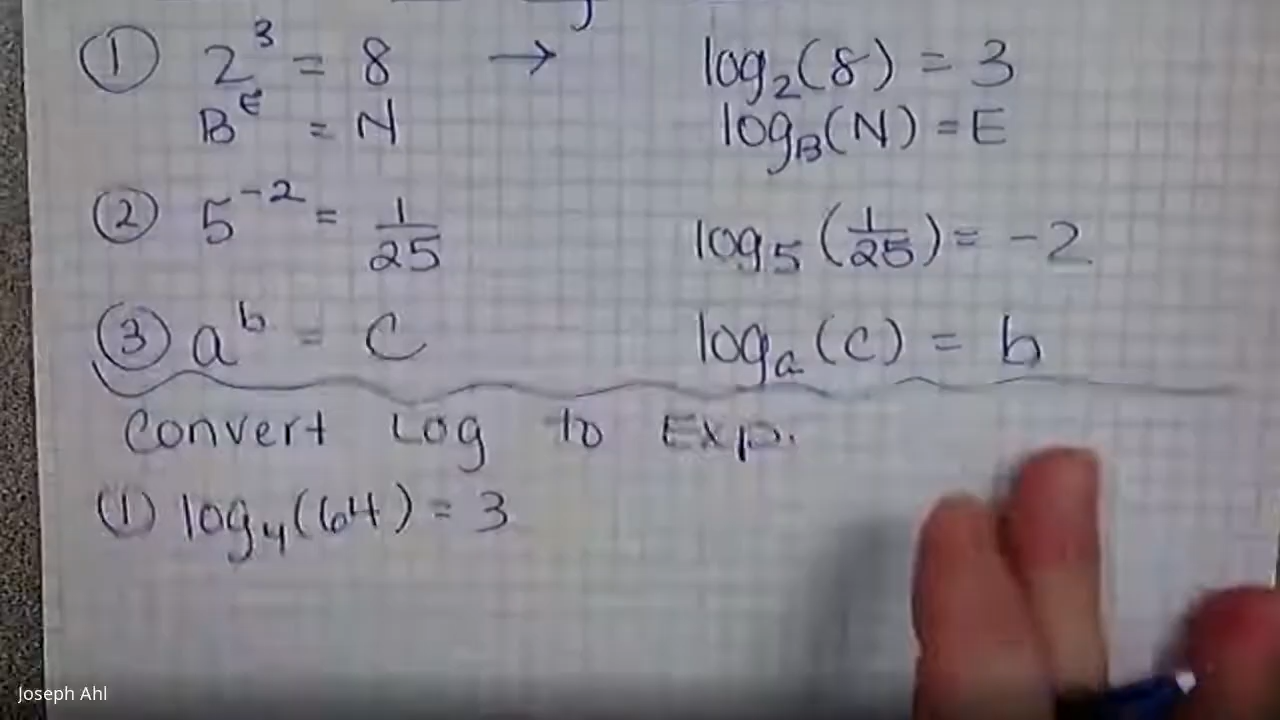 ① 2³ = 8 → log₂(8) = 3
B^E = N log_B(N) = E
② 5⁻² = 1/25 log₅(1/25) = -2
③ a^b = c log_a(c) = b
Convert Log to Exp.
(1) log₄(64) = 3
Joseph Ahl